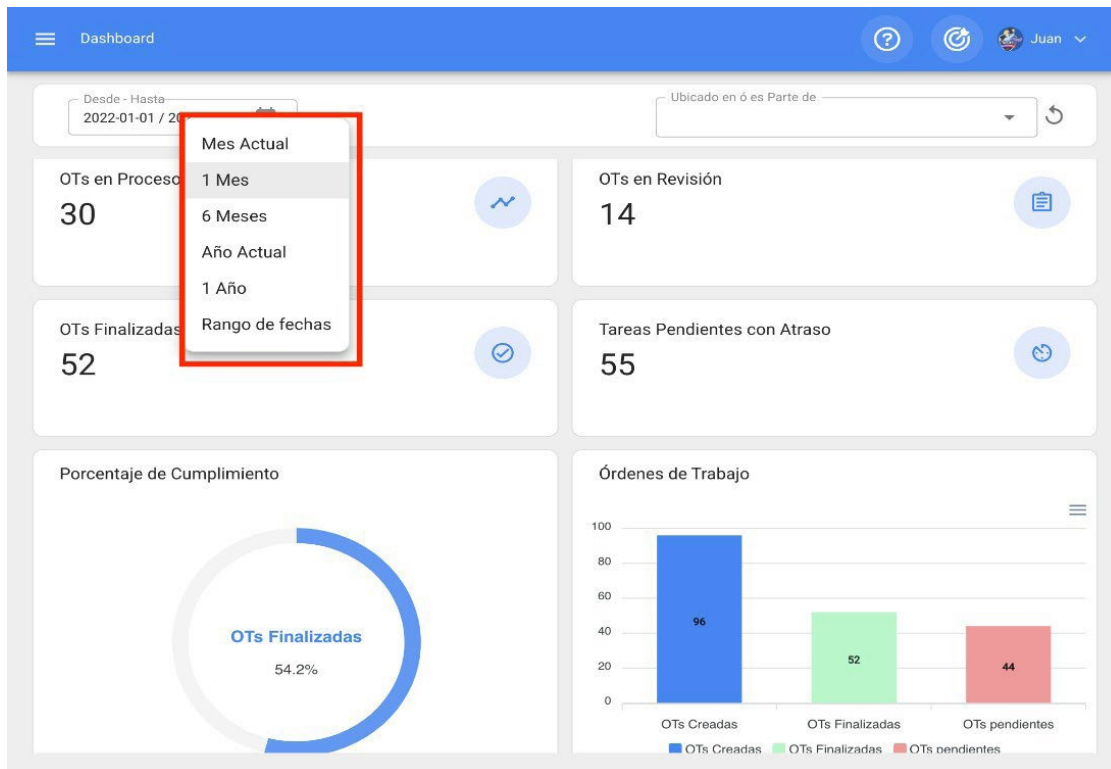 Dashboard
Juan
Desde - Hasta
2022-01-01 / 20
Ubicado en ó es Parte de
Mes Actual
1 Mes
6 Meses
Año Actual
1 Año
Rango de fechas
OTs en Proceso
30
OTs en Revisión
14
OTs Finalizadas
52
Tareas Pendientes con Atraso
55
Porcentaje de Cumplimiento
OTs Finalizadas
54.2%
Órdenes de Trabajo
100
80
60
40
20
0
96
52
44
OTs Creadas
OTs Finalizadas
OTs pendientes
OTs Creadas OTs Finalizadas OTs pendientes